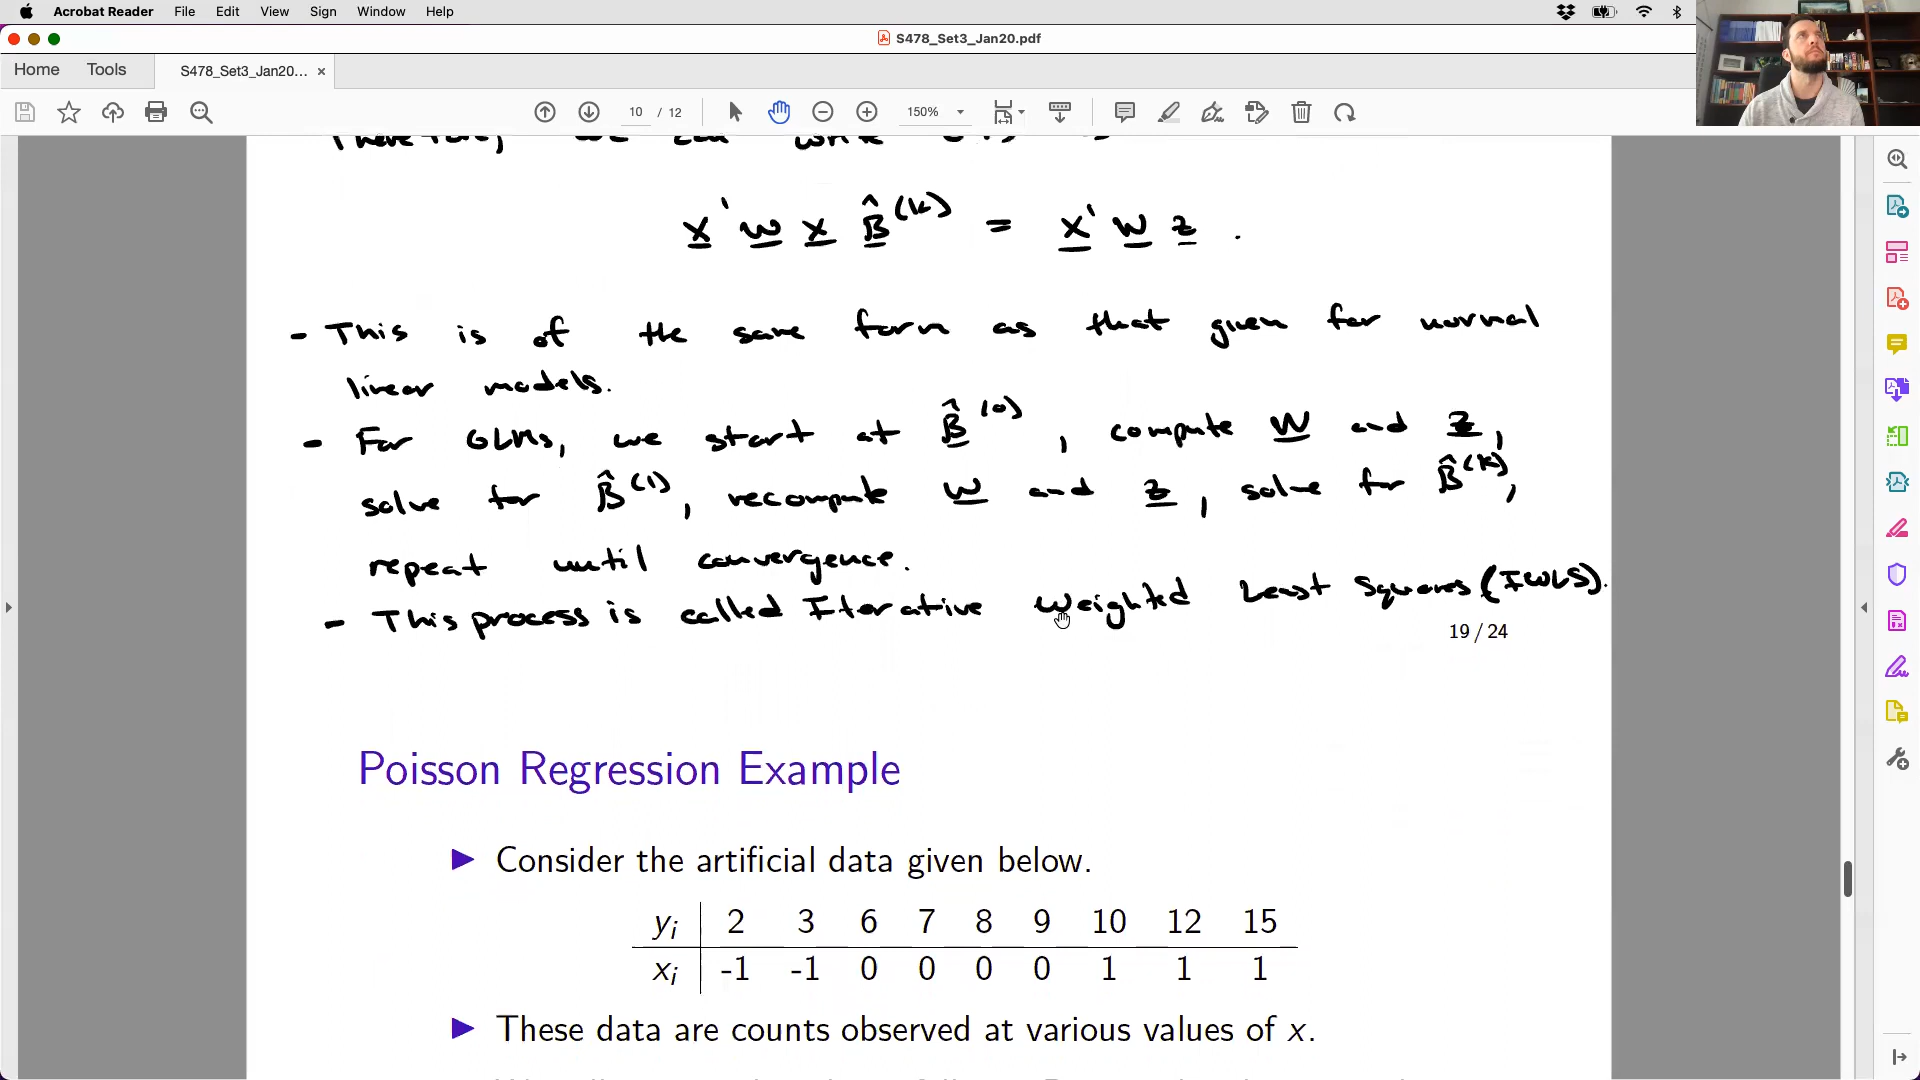 Acrobat Reader File Edit View Sign Window Help
S478_Set3_Jan20.pdf
Home Tools S478_Set3_Jan20... ×
10 / 12 150%
Therefore, we can write
X' W X β̂^(k) = X' W z .
- This is of the same form as that given for normal
linear models.
- For GLMs, we start at β̂^(0), compute W and z,
solve for β̂^(1), recompute W and z, solve for β̂^(k),
repeat until convergence.
- This process is called Iterative Weighted Least Squares (IWLS).
19 / 24
Poisson Regression Example
▶ Consider the artificial data given below.
y_i | 2 3 6 7 8 9 10 12 15
x_i | -1 -1 0 0 0 0 1 1 1
▶ These data are counts observed at various values of x.